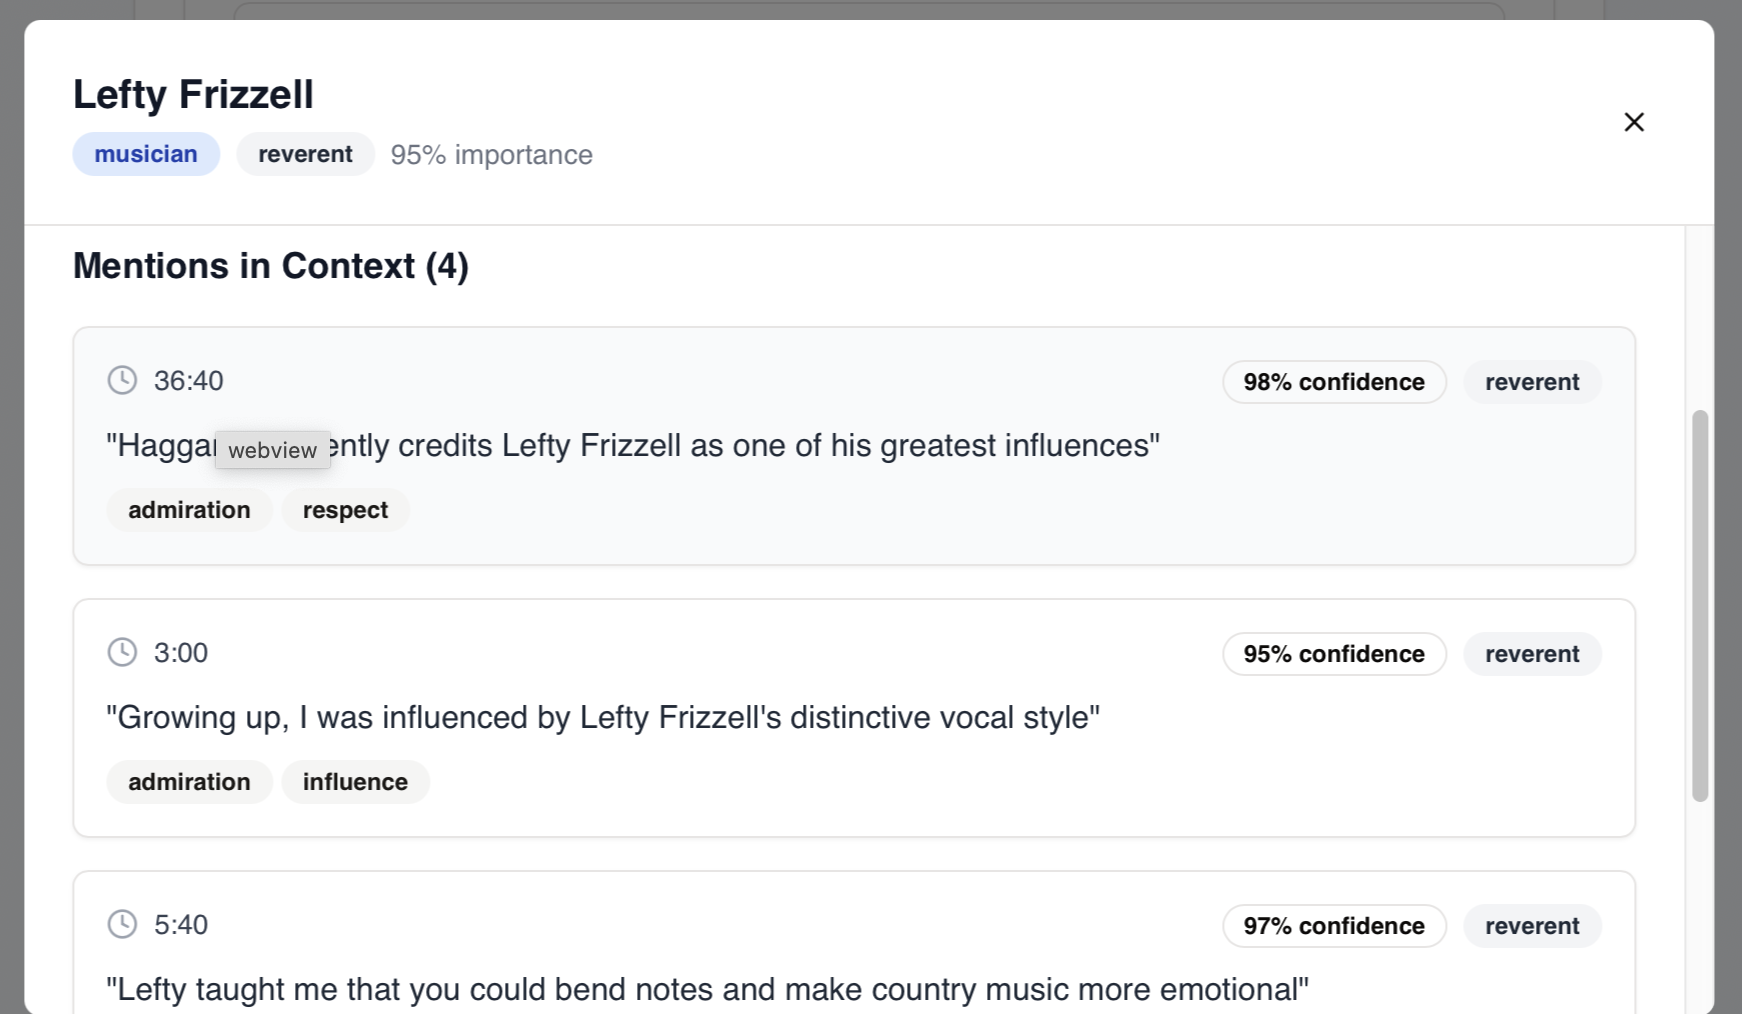 Lefty Frizzell
musician reverent 95% importance
Mentions in Context (4)
36:40 98% confidence reverent
"Haggar webview ently credits Lefty Frizzell as one of his greatest influences"
admiration respect
3:00 95% confidence reverent
"Growing up, I was influenced by Lefty Frizzell's distinctive vocal style"
admiration influence
5:40 97% confidence reverent
"Lefty taught me that you could bend notes and make country music more emotional"